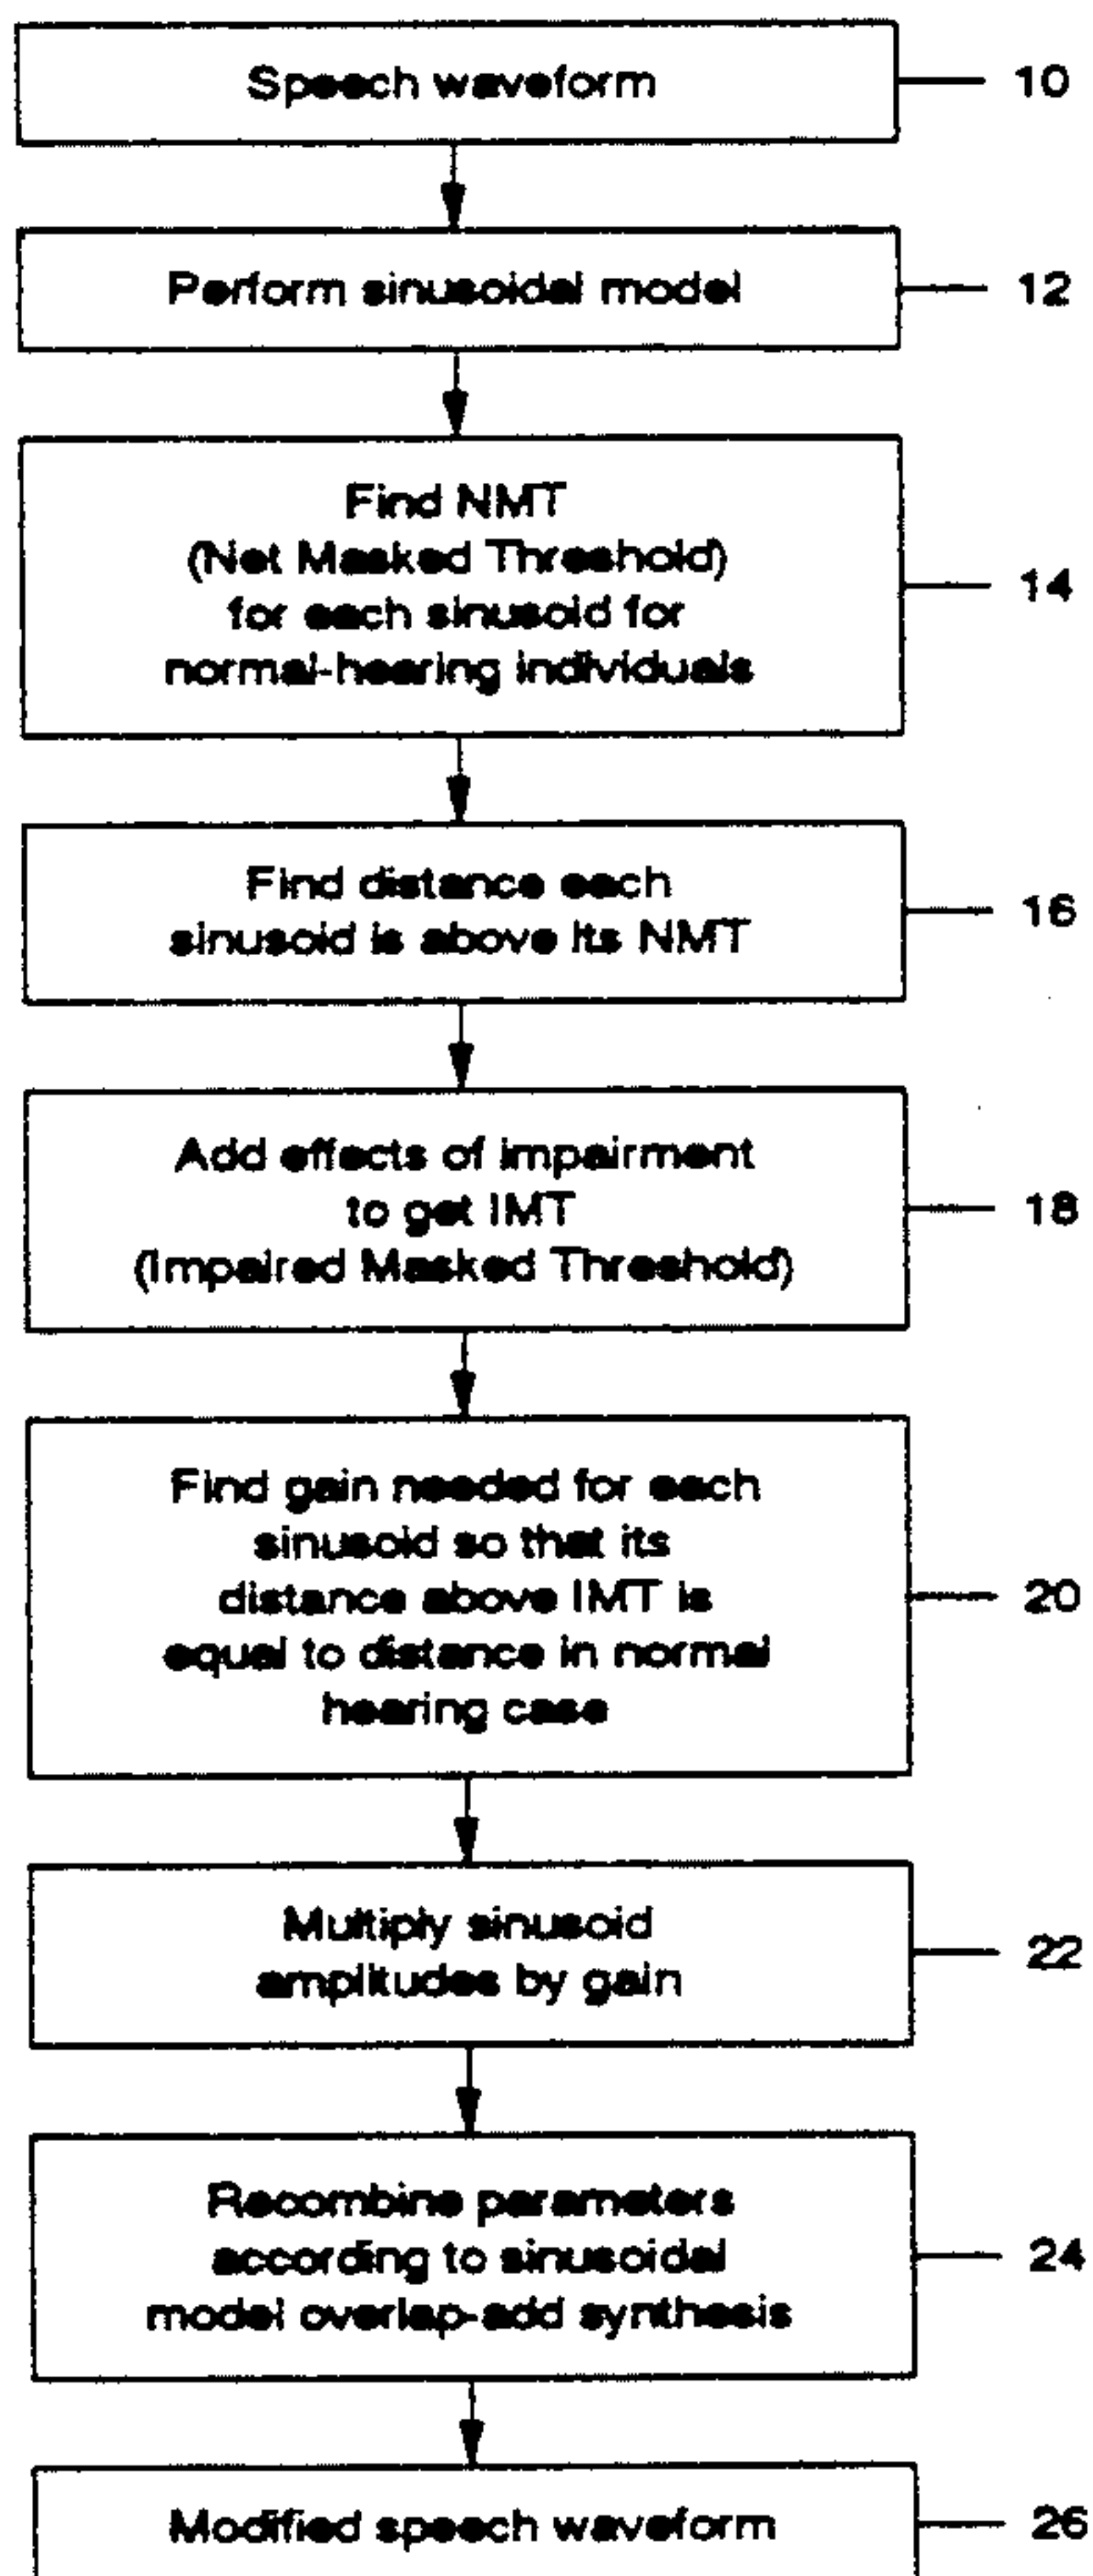 Speech waveform
10
Perform sinusoidal model
12
Find NMT
(Net Masked Threshold)
for each sinusoid for
normal-hearing individuals
14
Find distance each
sinusoid is above its NMT
16
Add effects of impairment
to get IMT
(Impaired Masked Threshold)
18
Find gain needed for each
sinusoid so that its
distance above IMT is
equal to distance in normal
hearing case
20
Multiply sinusoid
amplitudes by gain
22
Recombine parameters
according to sinusoidal
model overlap-add synthesis
24
Modified speech waveform
26